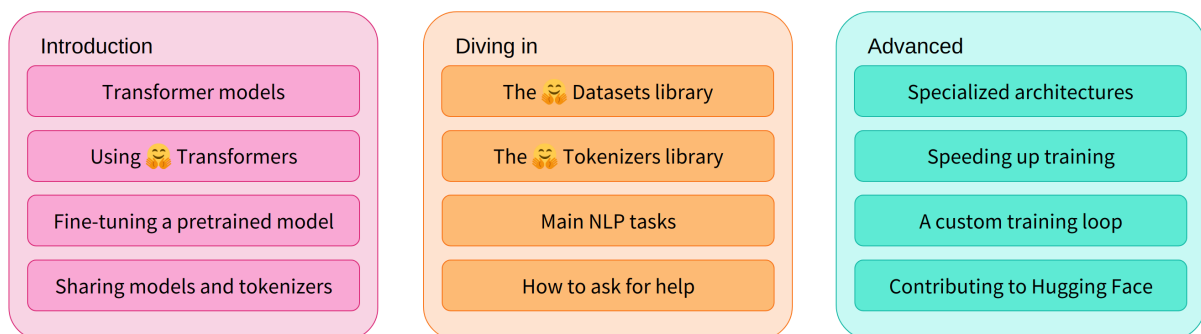 Introduction
Transformer models
Using 🤗 Transformers
Fine-tuning a pretrained model
Sharing models and tokenizers
Diving in
The 🤗 Datasets library
The 🤗 Tokenizers library
Main NLP tasks
How to ask for help
Advanced
Specialized architectures
Speeding up training
A custom training loop
Contributing to Hugging Face